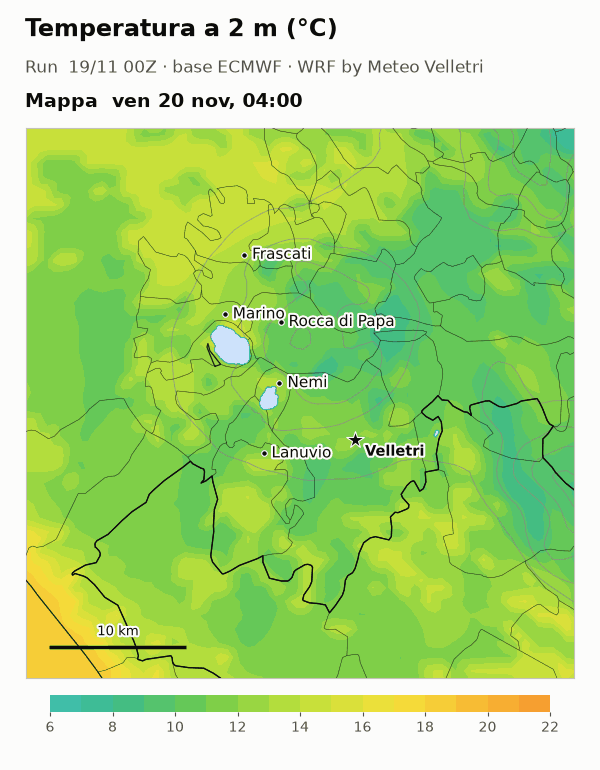 Temperatura a 2 m (°C)
Run  19/11 00Z · base ECMWF · WRF by Meteo Velletri
Mappa  ven 20 nov, 04:00
Frascati
Marino
Rocca di Papa
Nemi
Velletri
Lanuvio
10 km
6 8 10 12 14 16 18 20 22